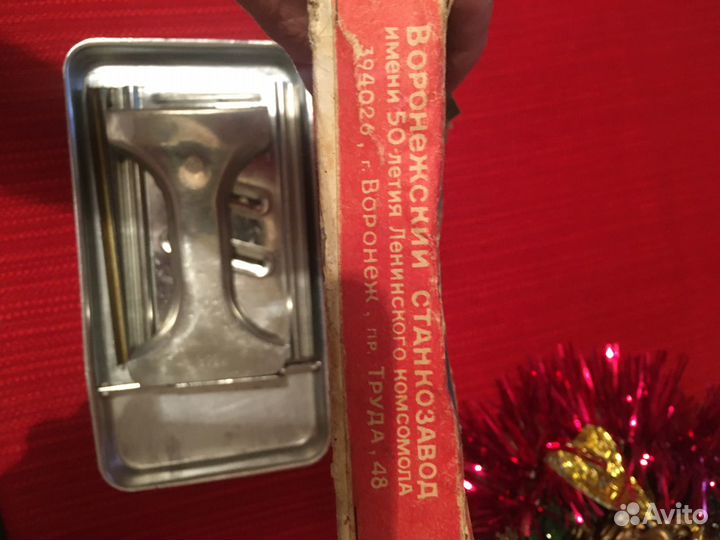 ВОРОНЕЖСКИЙ СТАНКОЗАВОД
имени 50-летия Ленинского комсомола
394026, г. ВОРОНЕЖ, пр. ТРУДА, 48
Avito